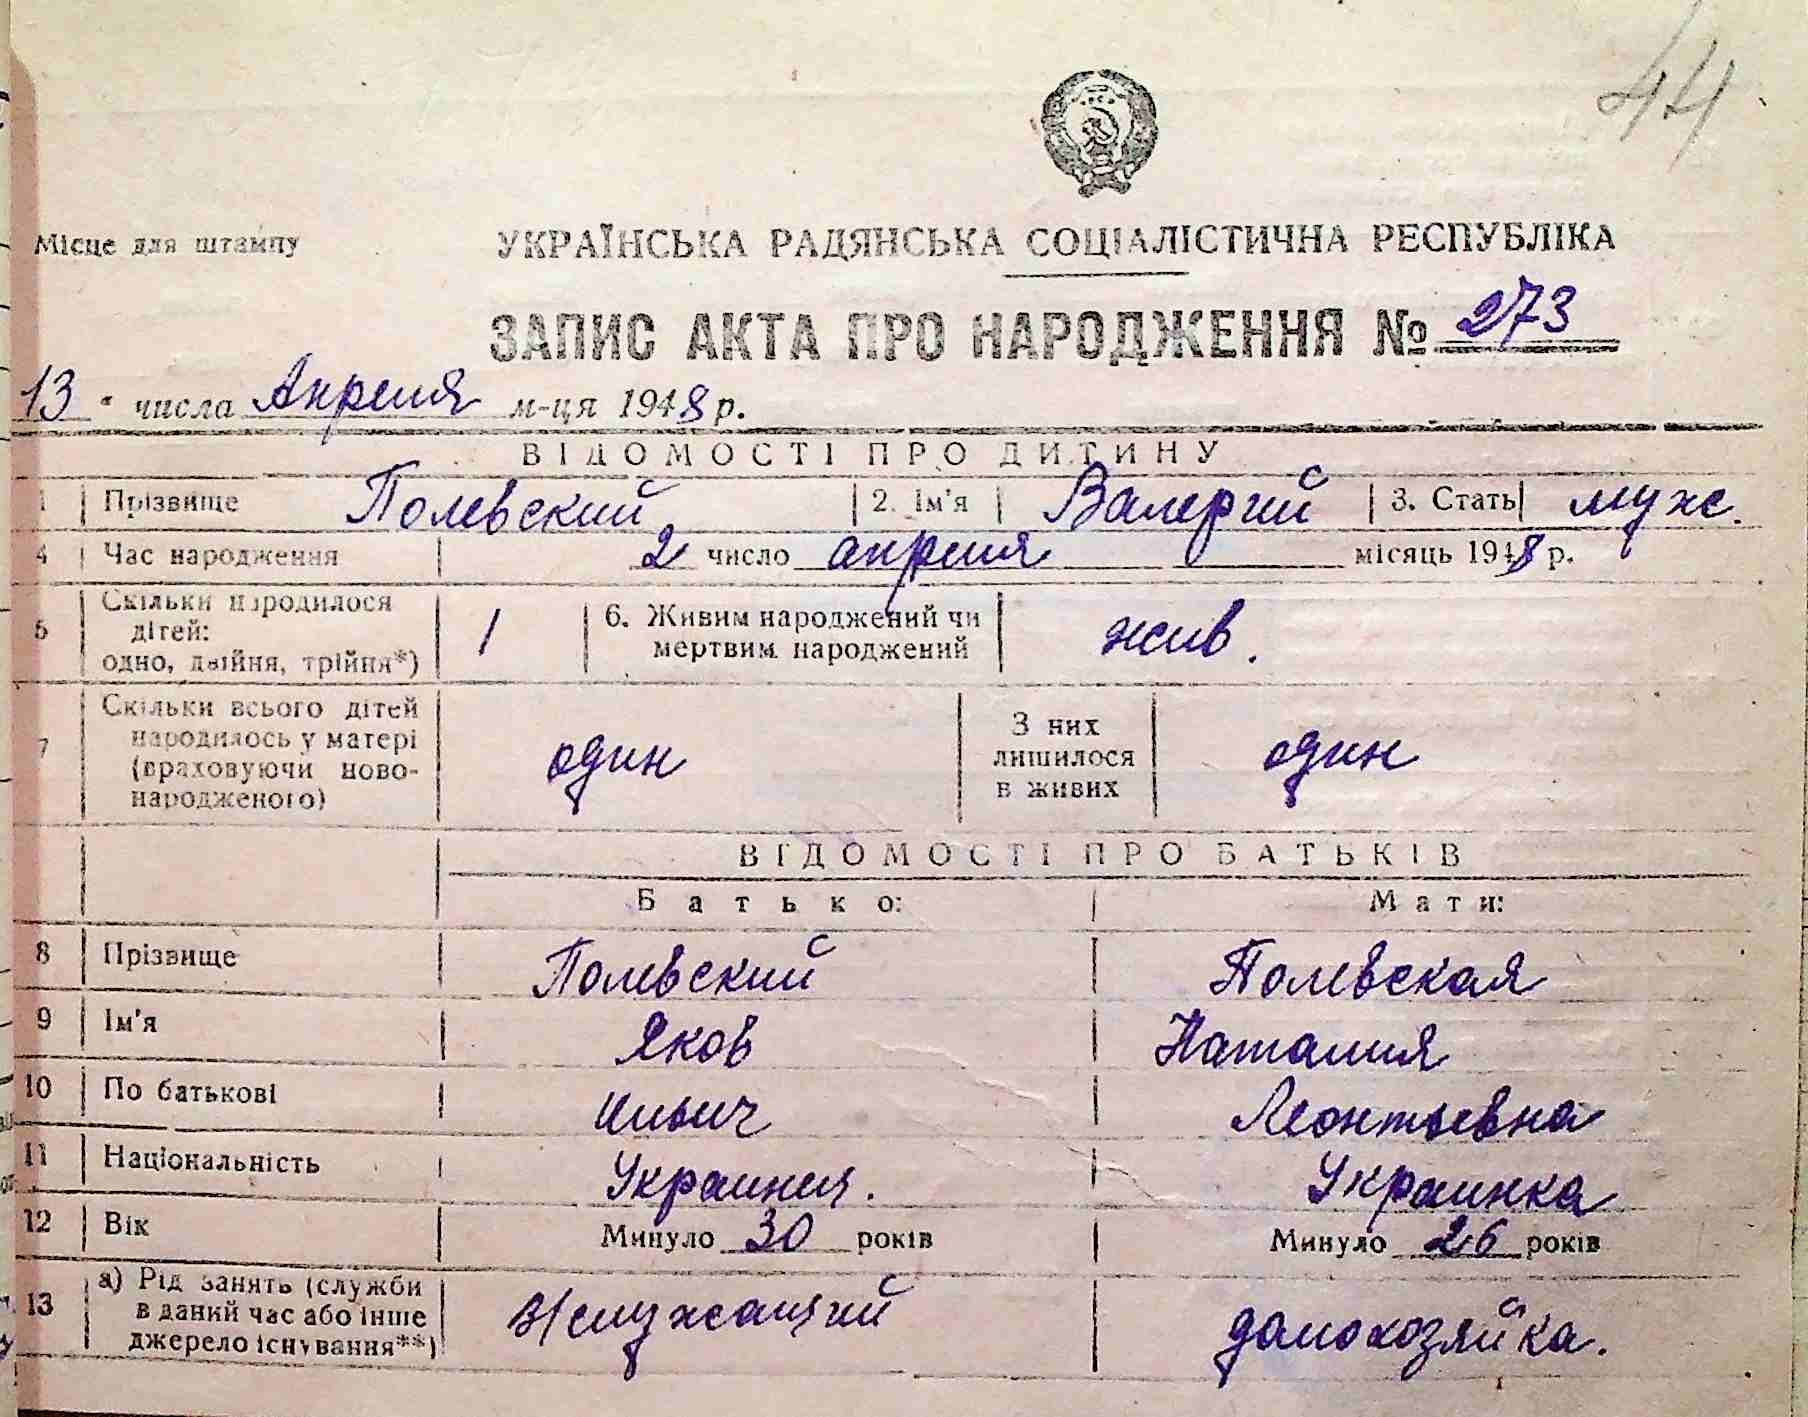 44
Місце для штампу
УКРАЇНСЬКА РАДЯНСЬКА СОЦІАЛІСТИЧНА РЕСПУБЛІКА
ЗАПИС АКТА ПРО НАРОДЖЕННЯ № 273
13 " числа Апреля м-ця 1948 р.
ВІДОМОСТІ ПРО ДИТИНУ
1 Прізвище Полевский 2. Ім'я Валерий 3. Стать муж.
4 Час народження 2 число апреля місяць 1948 р.
5 Скільки народилося дітей: одно, двійня, трійня*) 1 6. Живим народжений чи мертвим народжений жив.
7 Скільки всього дітей народилось у матері (враховуючи новонародженого) один З них лишилося в живих один
ВІДОМОСТІ ПРО БАТЬКІВ
Батько: Мати:
8 Прізвище Полевский Полевская
9 Ім'я Яков Наталия
10 По батькові Ильич Леонтьевна
11 Національність Украинец. Украинка
12 Вік Минуло 30 років Минуло 26 років
13 а) Рід занять (служби в даний час або інше джерело існування**) в/служащий домохозяйка.